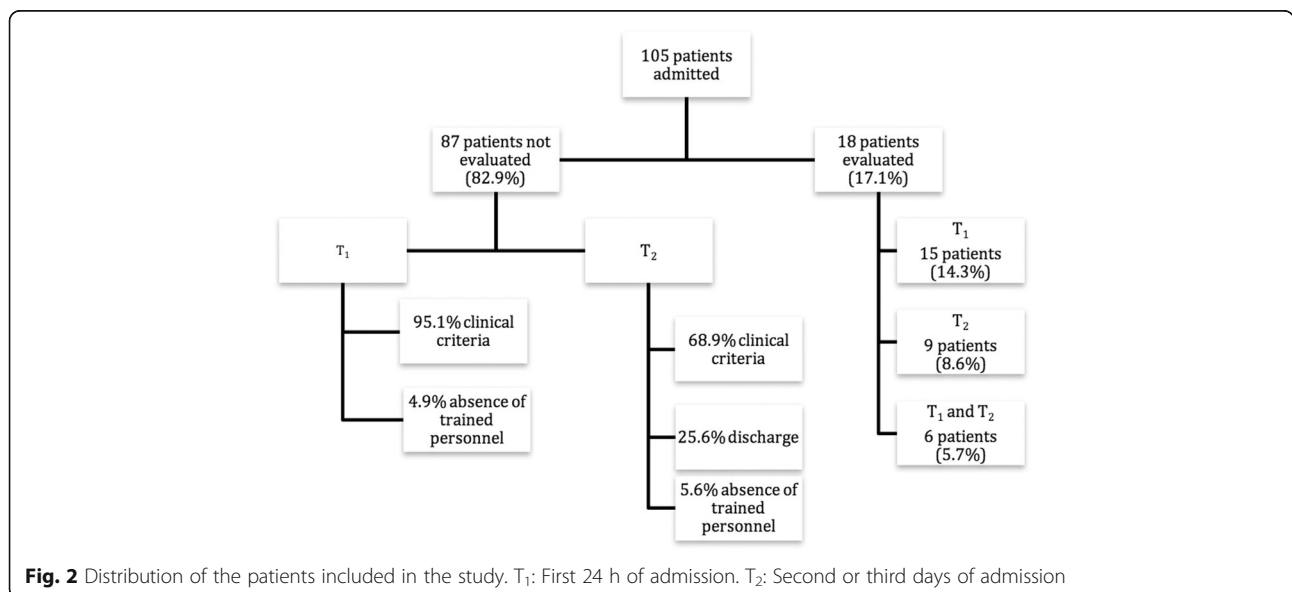 105 patients
admitted
87 patients not
evaluated
(82.9%)
18 patients
evaluated
(17.1%)
T₁
T₂
95.1% clinical
criteria
4.9% absence of
trained
personnel
68.9% clinical
criteria
25.6% discharge
5.6% absence of
trained
personnel
T₁
15 patients
(14.3%)
T₂
9 patients
(8.6%)
T₁ and T₂
6 patients
(5.7%)
Fig. 2 Distribution of the patients included in the study. T₁: First 24 h of admission. T₂: Second or third days of admission